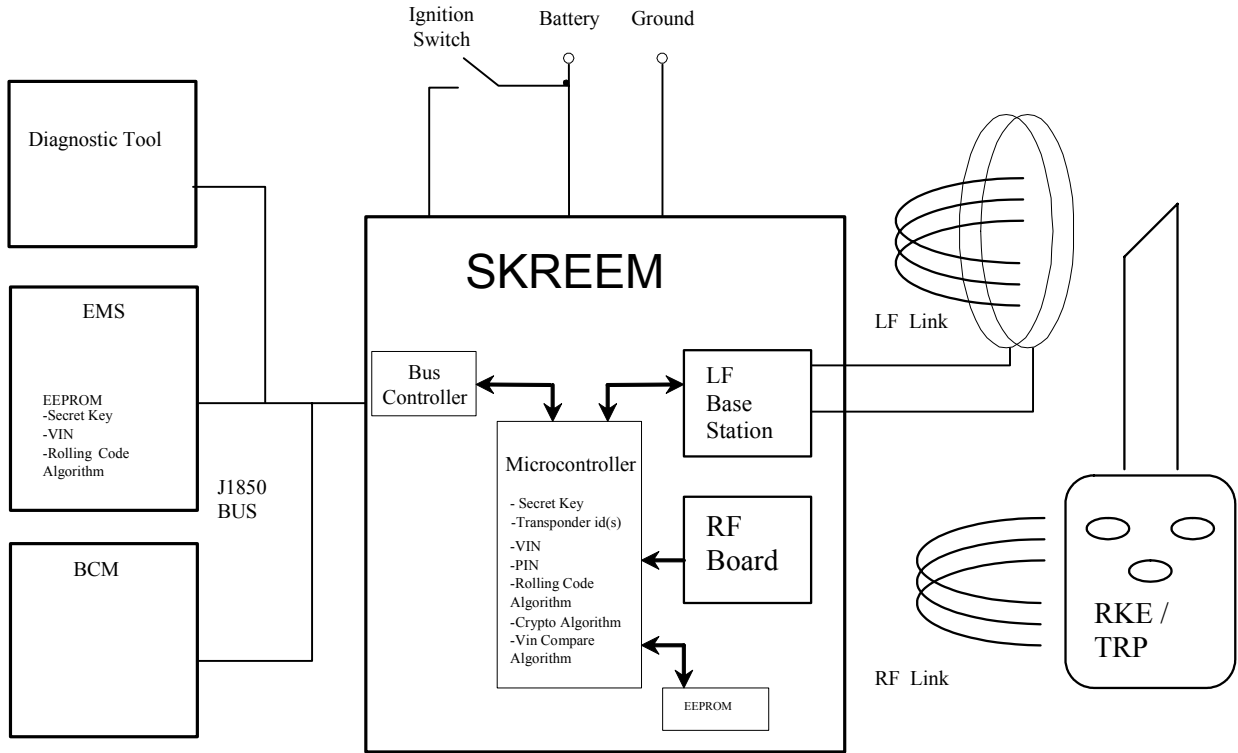 Ignition
Switch
Battery
Ground
Diagnostic Tool
EMS
EEPROM
-Secret Key
-VIN
-Rolling Code
Algorithm
J1850
BUS
BCM
SKREEM
Bus
Controller
LF
Base
Station
Microcontroller
- Secret Key
-Transponder id(s)
-VIN
-PIN
-Rolling Code
Algorithm
-Crypto Algorithm
-Vin Compare
Algorithm
RF
Board
EEPROM
LF Link
RF Link
RKE /
TRP